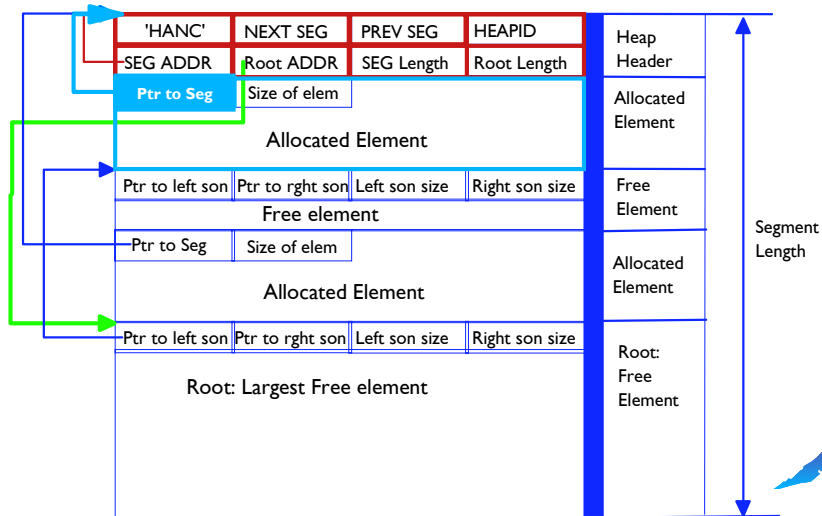 'HANC' NEXT SEG PREV SEG HEAPID
Heap
Header
SEG ADDR Root ADDR SEG Length Root Length
Ptr to Seg Size of elem
Allocated
Element
Allocated Element
Ptr to left son Ptr to rght son Left son size Right son size
Free
Element
Free element
Segment
Length
Ptr to Seg Size of elem
Allocated
Element
Allocated Element
Ptr to left son Ptr to rght son Left son size Right son size
Root:
Free
Element
Root: Largest Free element